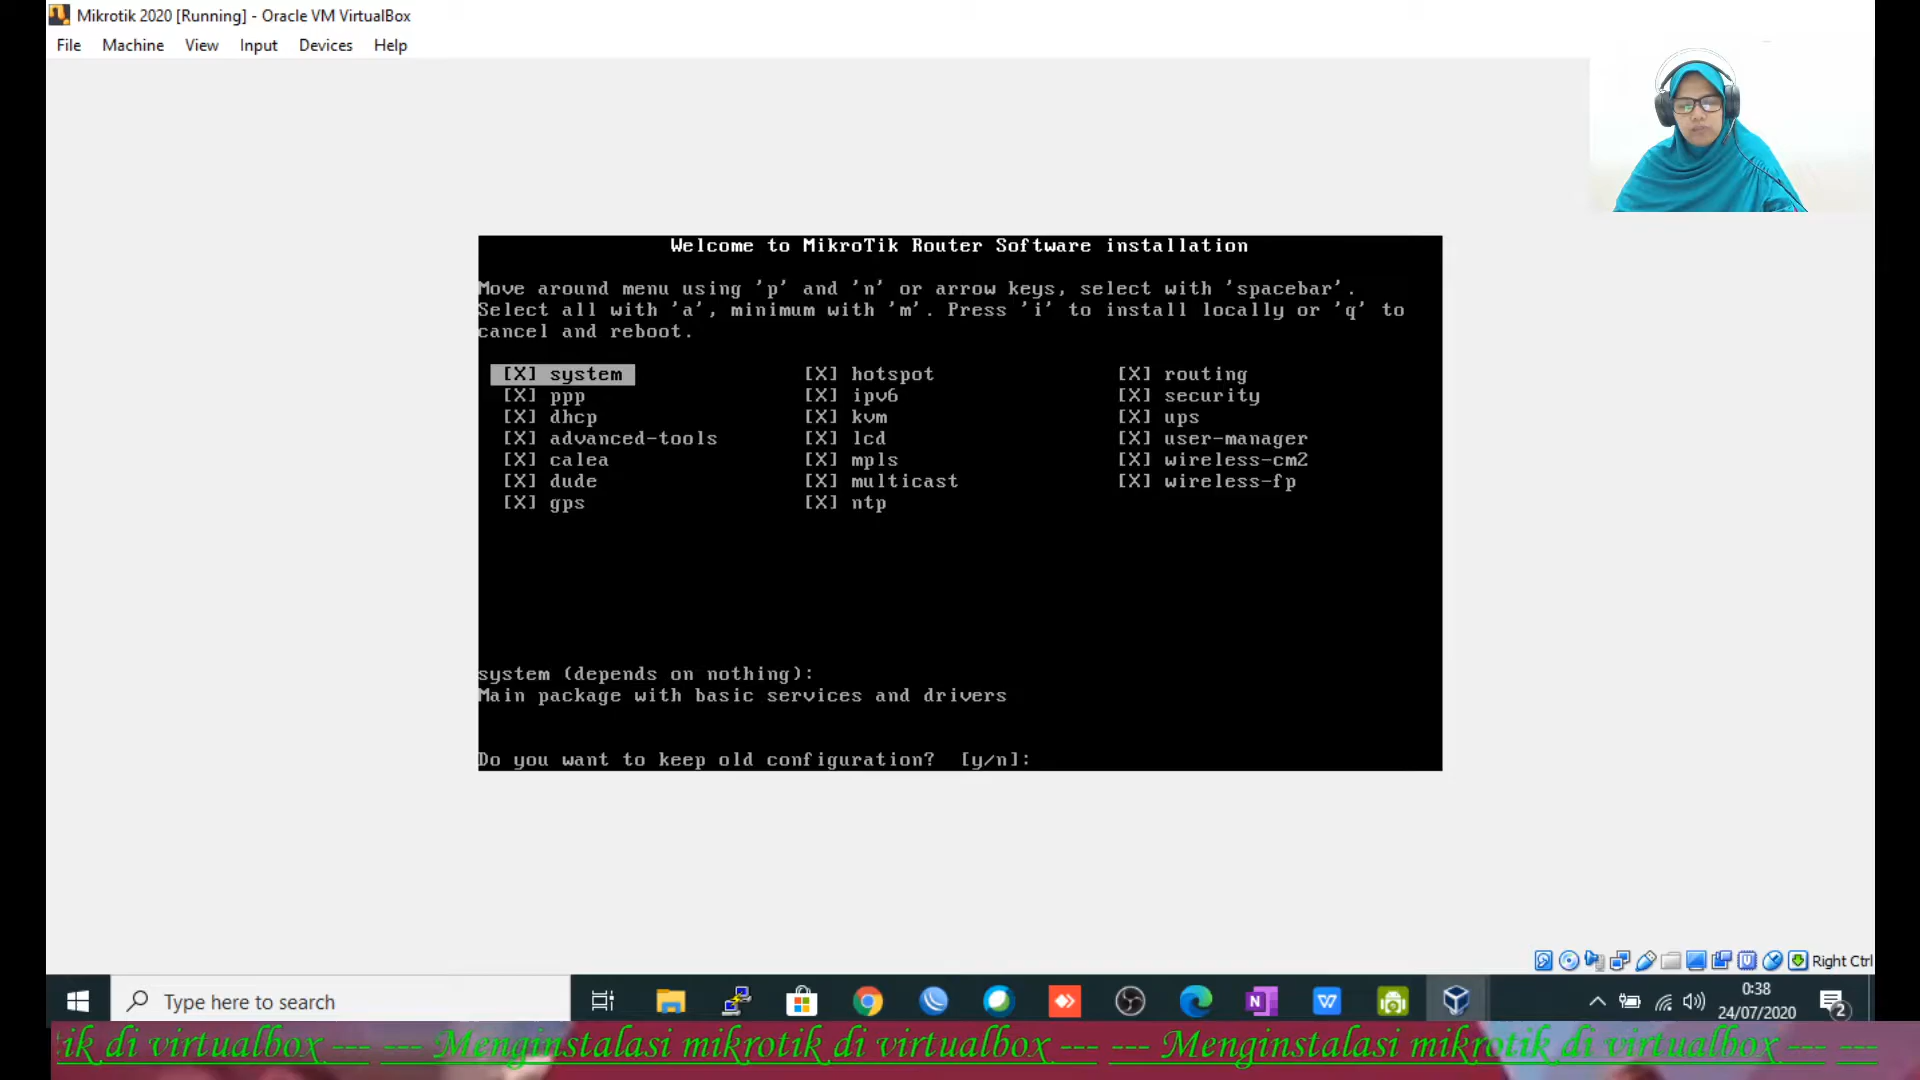 Mikrotik 2020 [Running] - Oracle VM VirtualBox
File Machine View Input Devices Help
Welcome to MikroTik Router Software installation
Move around menu using 'p' and 'n' or arrow keys, select with 'spacebar'.
Select all with 'a', minimum with 'm'. Press 'i' to install locally or 'q' to
cancel and reboot.
[X] system [X] hotspot [X] routing
[X] ppp [X] ipv6 [X] security
[X] dhcp [X] kvm [X] ups
[X] advanced-tools [X] lcd [X] user-manager
[X] calea [X] mpls [X] wireless-cm2
[X] dude [X] multicast [X] wireless-fp
[X] gps [X] ntp
system (depends on nothing):
Main package with basic services and drivers
Do you want to keep old configuration? [y/n]:
Right Ctrl
Type here to search
0:38
24/07/2020
2
ik di virtualbox --- --- Menginstalasi mikrotik di virtualbox --- --- Menginstalasi mikrotik di virtualbox --- ---